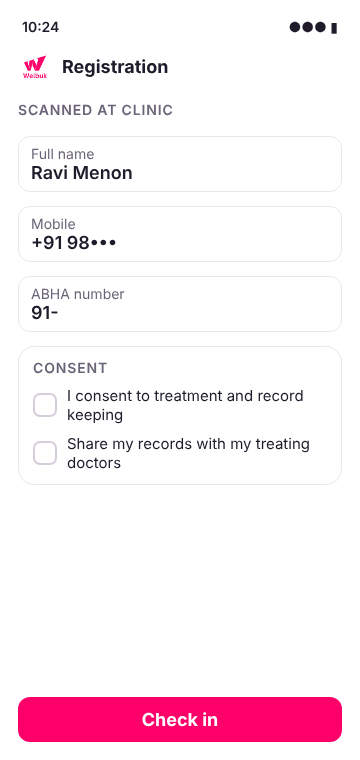 10:24
Welbuk
Registration
SCANNED AT CLINIC
Full name
Ravi Menon
Mobile
+91 98•••
ABHA number
91-
CONSENT
I consent to treatment and record
keeping
Share my records with my treating
doctors
Check in